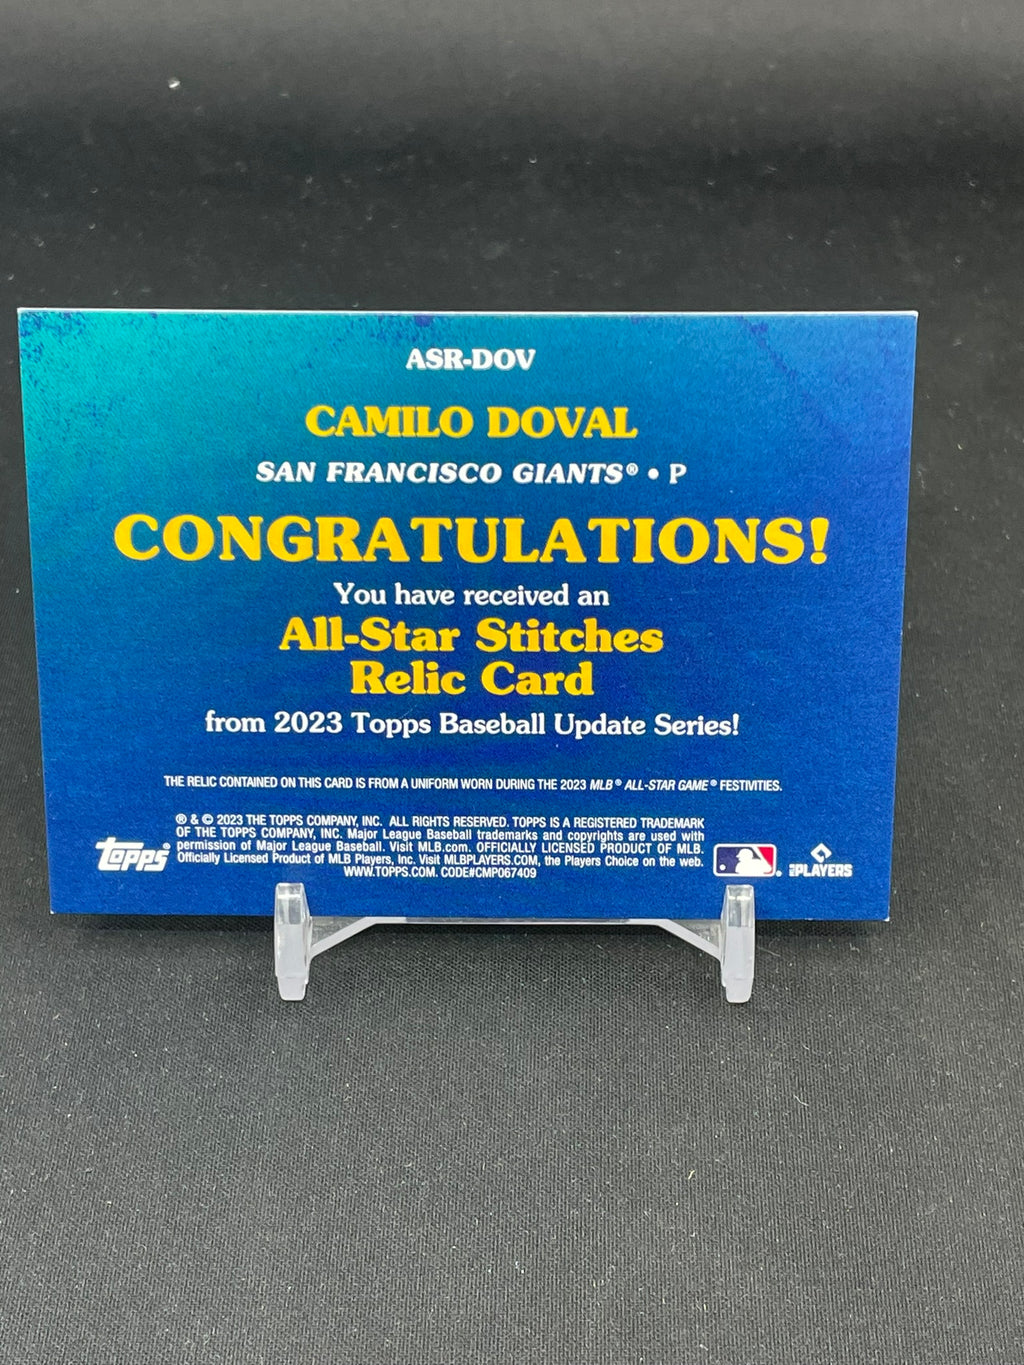 ASR-DOV
CAMILO DOVAL
SAN FRANCISCO GIANTS® • P
CONGRATULATIONS!
You have received an
All-Star Stitches
Relic Card
from 2023 Topps Baseball Update Series!
THE RELIC CONTAINED ON THIS CARD IS FROM A UNIFORM WORN DURING THE 2023 MLB® ALL-STAR GAME® FESTIVITIES.
® & © 2023 THE TOPPS COMPANY, INC. ALL RIGHTS RESERVED. TOPPS IS A REGISTERED TRADEMARK
OF THE TOPPS COMPANY, INC. Major League Baseball trademarks and copyrights are used with
permission of Major League Baseball. Visit MLB.com. OFFICIALLY LICENSED PRODUCT OF MLB.
Officially Licensed Product of MLB Players, Inc. Visit MLBPLAYERS.COM, the Players Choice on the web.
WWW.TOPPS.COM. CODE#CMP067409
topps®
MLB PLAYERS